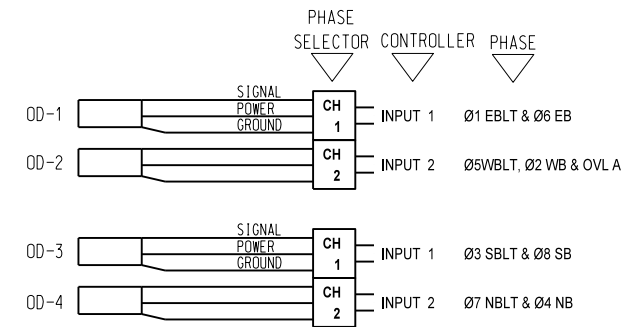 PHASE
SELECTOR CONTROLLER PHASE
SIGNAL
POWER
GROUND
OD-1
CH
1
INPUT 1
Ø1 EBLT & Ø6 EB
OD-2
CH
2
INPUT 2
Ø5WBLT, Ø2 WB & OVL A
SIGNAL
POWER
GROUND
OD-3
CH
1
INPUT 1
Ø3 SBLT & Ø8 SB
OD-4
CH
2
INPUT 2
Ø7 NBLT & Ø4 NB